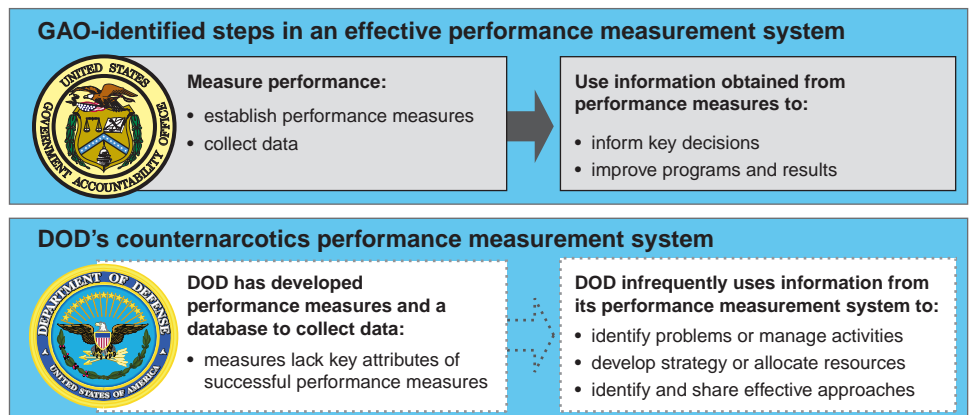 GAO-identified steps in an effective performance measurement system
UNITED STATES
GOVERNMENT ACCOUNTABILITY OFFICE
Measure performance:
• establish performance measures
• collect data
Use information obtained from
performance measures to:
• inform key decisions
• improve programs and results
DOD's counternarcotics performance measurement system
DEPARTMENT OF DEFENSE
UNITED STATES OF AMERICA
DOD has developed
performance measures and a
database to collect data:
• measures lack key attributes of
successful performance measures
DOD infrequently uses information from
its performance measurement system to:
• identify problems or manage activities
• develop strategy or allocate resources
• identify and share effective approaches